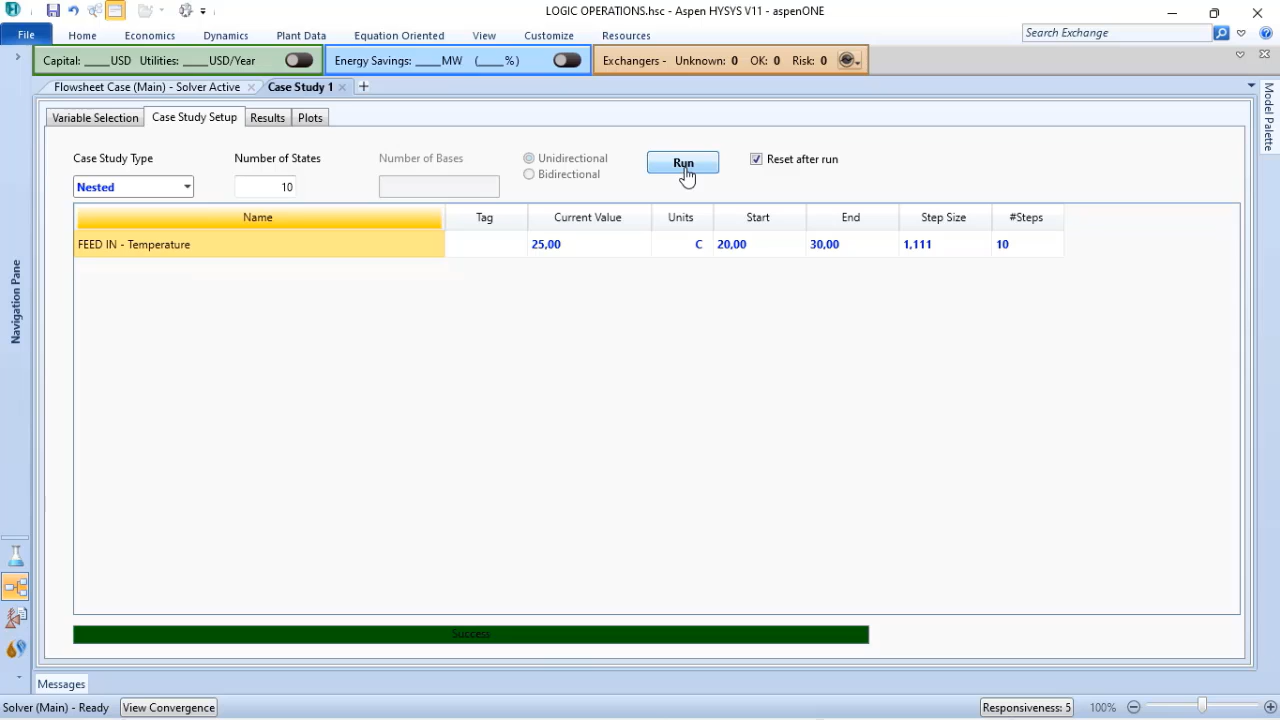 LOGIC OPERATIONS.hsc - Aspen HYSYS V11 - aspenONE
File Home Economics Dynamics Plant Data Equation Oriented View Customize Resources Search Exchange
Capital: ____USD Utilities: ____USD/Year Energy Savings: ____MW (____%) Exchangers - Unknown: 0 OK: 0 Risk: 0
Flowsheet Case (Main) - Solver Active Case Study 1
Model Palette
Variable Selection Case Study Setup Results Plots
Case Study Type Number of States Number of Bases Unidirectional Run Reset after run
Bidirectional
Nested 10
Name Tag Current Value Units Start End Step Size #Steps
FEED IN - Temperature 25,00 C 20,00 30,00 1,111 10
Navigation Pane
Success
Messages
Solver (Main) - Ready View Convergence Responsiveness: 5 100%